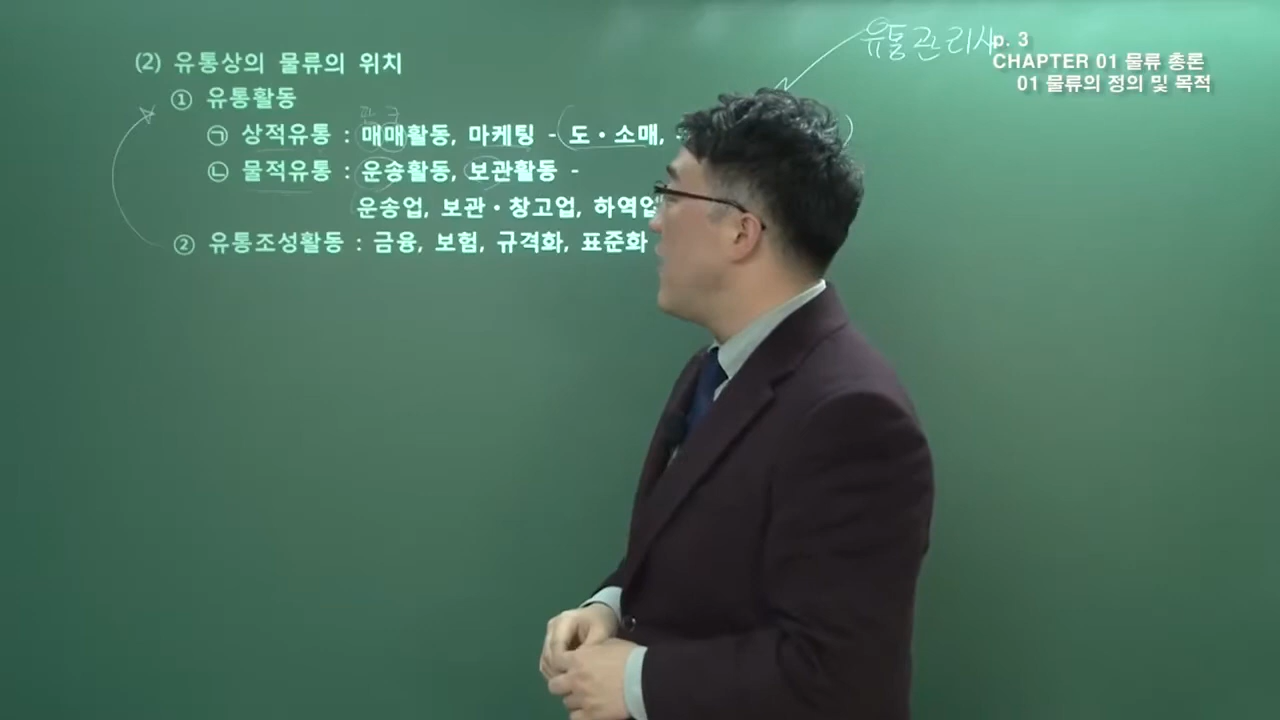 유통관리사
p. 3
CHAPTER 01 물류 총론
01 물류의 정의 및 목적
(2) 유통상의 물류의 위치
① 유통활동
㉠ 상적유통 : 매매활동, 마케팅 - 도·소매,
㉡ 물적유통 : 운송활동, 보관활동 -
운송업, 보관·창고업, 하역업
② 유통조성활동 : 금융, 보험, 규격화, 표준화